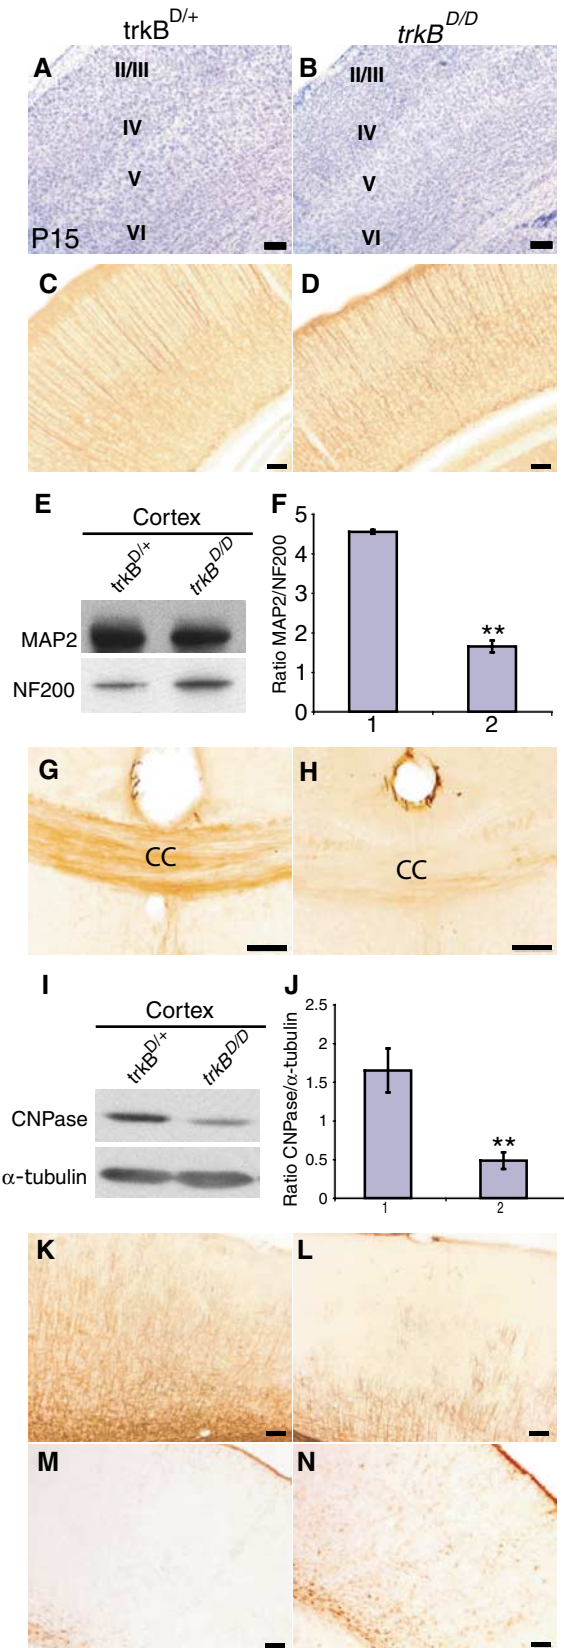 trkB^D/+ trkB^D/D
A B
II/III II/III
IV IV
V V
VI VI
P15
C D
E F
Cortex
trkB^D/+ trkB^D/D
MAP2
NF200
Ratio MAP2/NF200
5
4
3
2
1
0
**
1 2
G H
CC CC
I J
Cortex
trkB^D/+ trkB^D/D
CNPase
α-tubulin
Ratio CNPase/α-tubulin
2.5
2
1.5
1
0.5
0
**
1 2
K L
M N